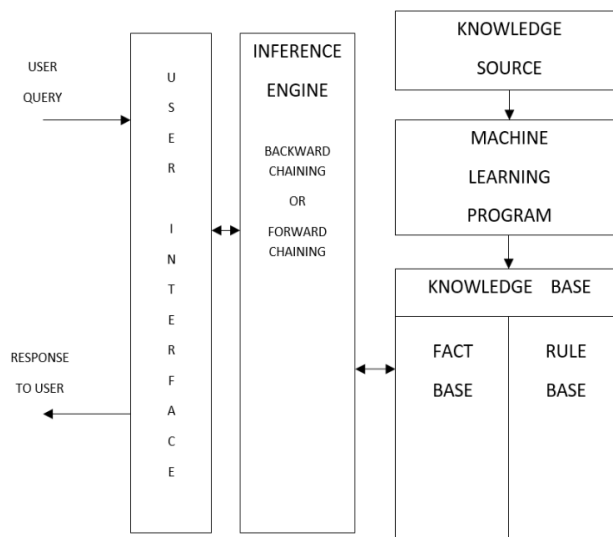 USER
QUERY
RESPONSE
TO USER
U
S
E
R
I
N
T
E
R
F
A
C
E
INFERENCE
ENGINE
BACKWARD
CHAINING
OR
FORWARD
CHAINING
KNOWLEDGE
SOURCE
MACHINE
LEARNING
PROGRAM
KNOWLEDGE BASE
FACT
BASE
RULE
BASE